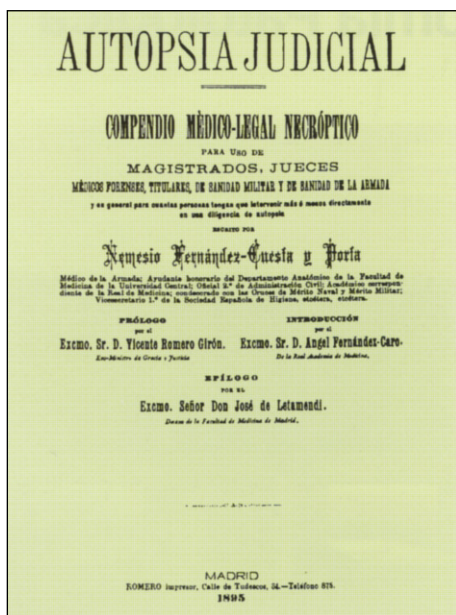 AUTOPSIA JUDICIAL
COMPENDIO MÈDICO-LEGAL NECRÓPTICO
PARA USO DE
MAGISTRADOS, JUECES
MÉDICOS FORENSES, TITULARES, DE SANIDAD MILITAR Y DE SANIDAD DE LA ARMADA
y en general para cuantas personas tengan que intervenir más ó menos directamente
en una diligencia de autopsia
ESCRITO POR
Nemesio Fernández-Cuesta y Porta
Médico de la Armada; Ayudante honorario del Departamento Anatómico de la Facultad de
Medicina de la Universidad Central; Oficial 2.º de Administración Civil; Académico correspon-
diente de la Real de Medicina; condecorado con las Cruces de Mérito Naval y Mérito Militar;
Vicesecretario 1.º de la Sociedad Española de Higiene, etcétera, etcétera.
PRÓLOGO INTRODUCCIÓN
por el por el
Excmo. Sr. D. Vicente Romero Girón. Excmo. Sr. D. Angel Fernández-Caro.
Ex-Ministro de Gracia y Justicia De la Real Academia de Medicina,
EPÍLOGO
POR EL
Excmo. Señor Don José de Letamendi.
Decano de la Facultad de Medicina de Madrid.
MADRID
ROMERO impresor, Calle de Tudescos, 34.—Teléfono 875.
1895